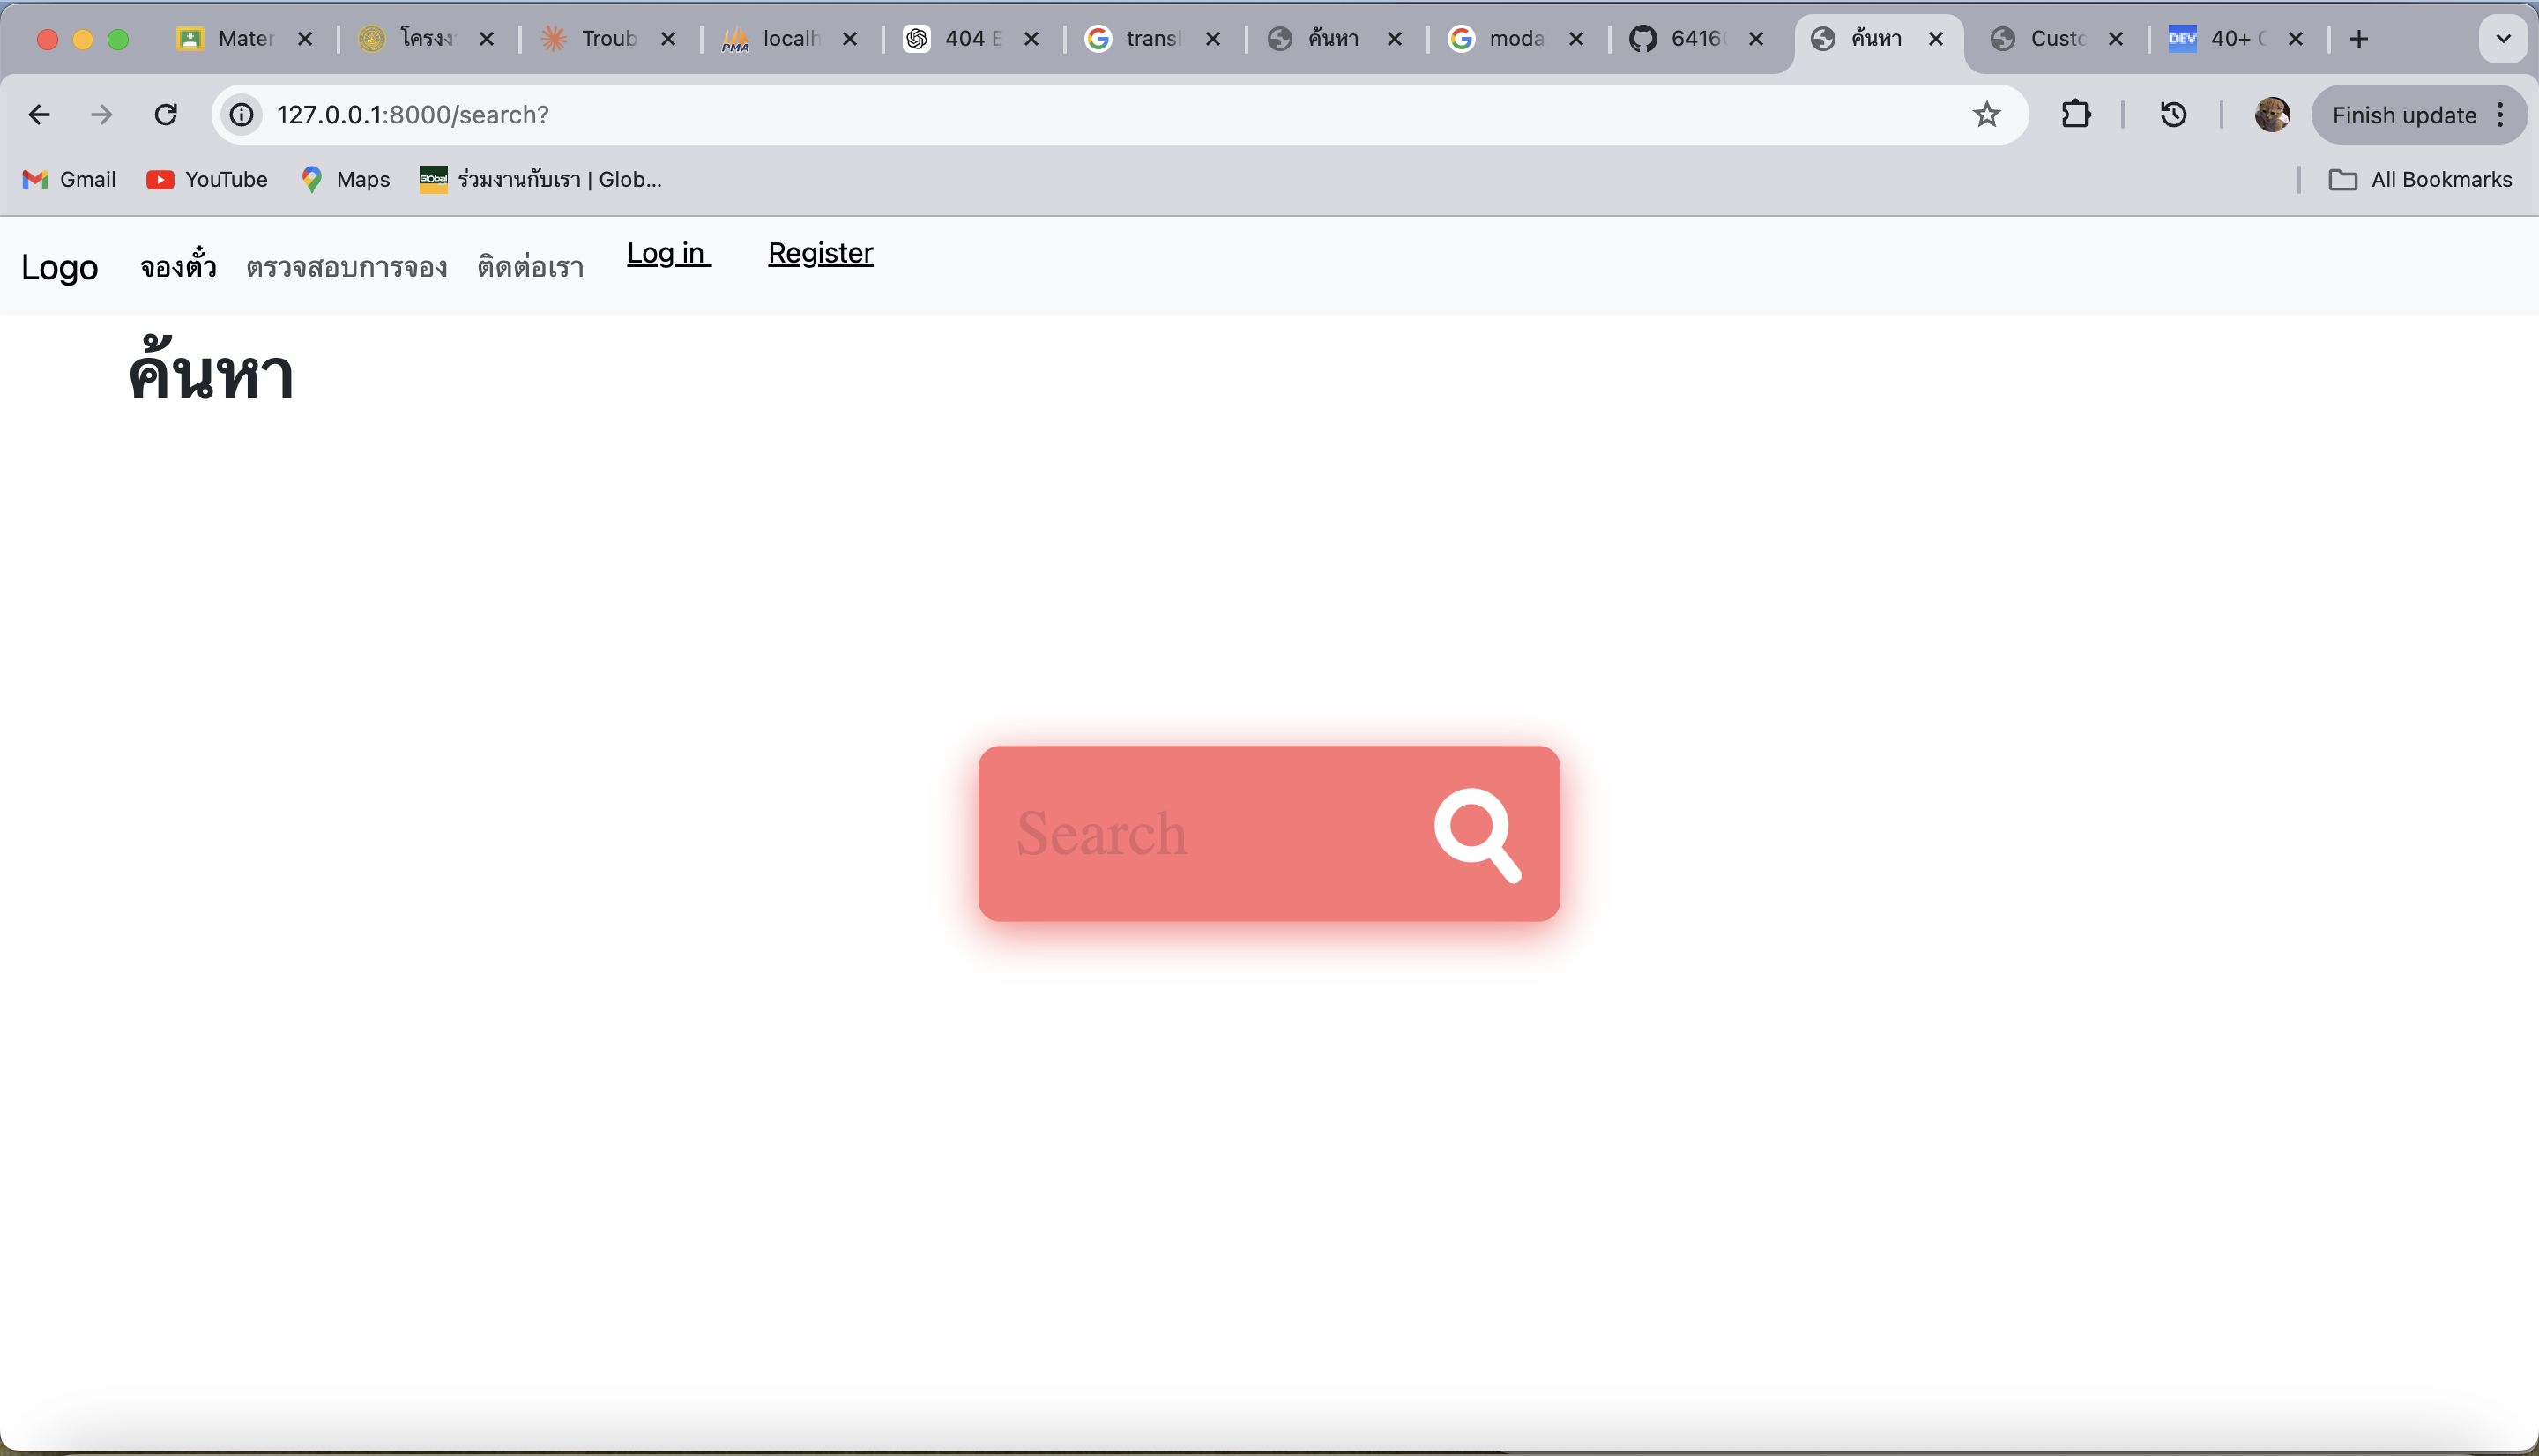 Mater
โครงง
Troub
localh
404 E
transl
ค้นหา
moda
6416
ค้นหา
Custo
DEV 40+
127.0.0.1:8000/search?
Finish update
Gmail YouTube Maps Global ร่วมงานกับเรา | Glob... All Bookmarks
Logo จองตั๋ว ตรวจสอบการจอง ติดต่อเรา Log in Register
ค้นหา
Search